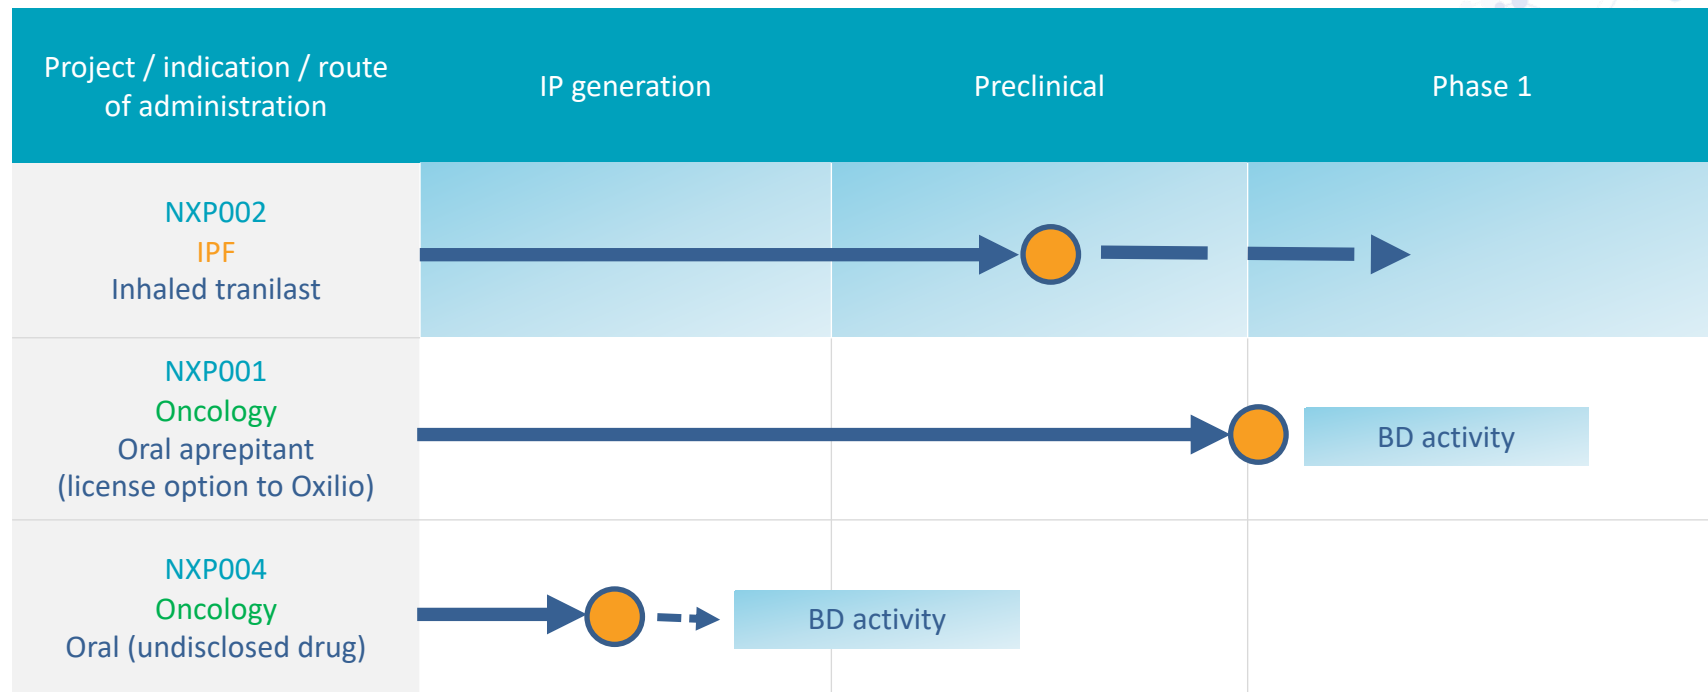 Project / indication / route
of administration
IP generation
Preclinical
Phase 1
NXP002
IPF
Inhaled tranilast
NXP001
Oncology
Oral aprepitant
(license option to Oxilio)
BD activity
NXP004
Oncology
Oral (undisclosed drug)
BD activity